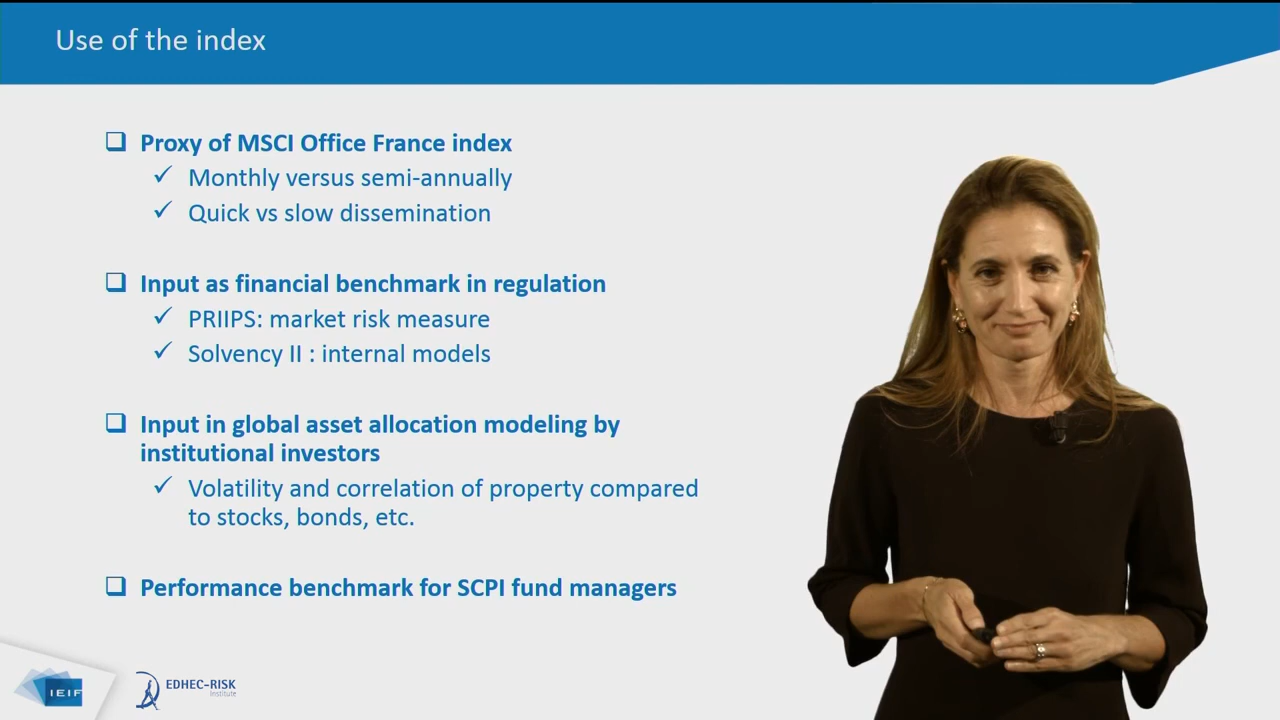 Use of the index
Proxy of MSCI Office France index
Monthly versus semi-annually
Quick vs slow dissemination
Input as financial benchmark in regulation
PRIIPS: market risk measure
Solvency II : internal models
Input in global asset allocation modeling by
institutional investors
Volatility and correlation of property compared
to stocks, bonds, etc.
Performance benchmark for SCPI fund managers
IEIF
EDHEC-RISK
Institute